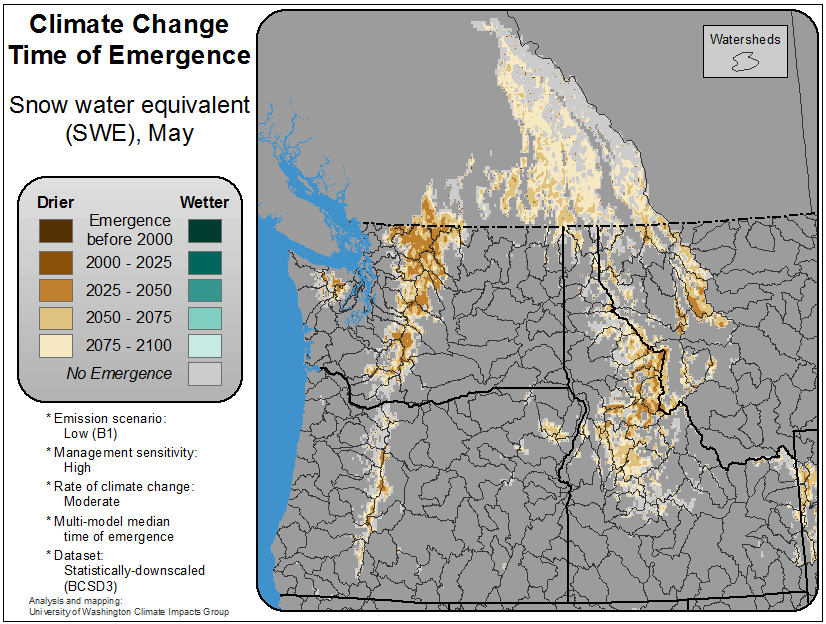 Climate Change
Time of Emergence
Snow water equivalent
(SWE), May
Drier
Wetter
Emergence
before 2000
2000 - 2025
2025 - 2050
2050 - 2075
2075 - 2100
No Emergence
* Emission scenario:
Low (B1)
* Management sensitivity:
High
* Rate of climate change:
Moderate
* Multi-model median
time of emergence
* Dataset:
Statistically-downscaled
(BCSD3)
Analysis and mapping:
University of Washington Climate Impacts Group
Watersheds